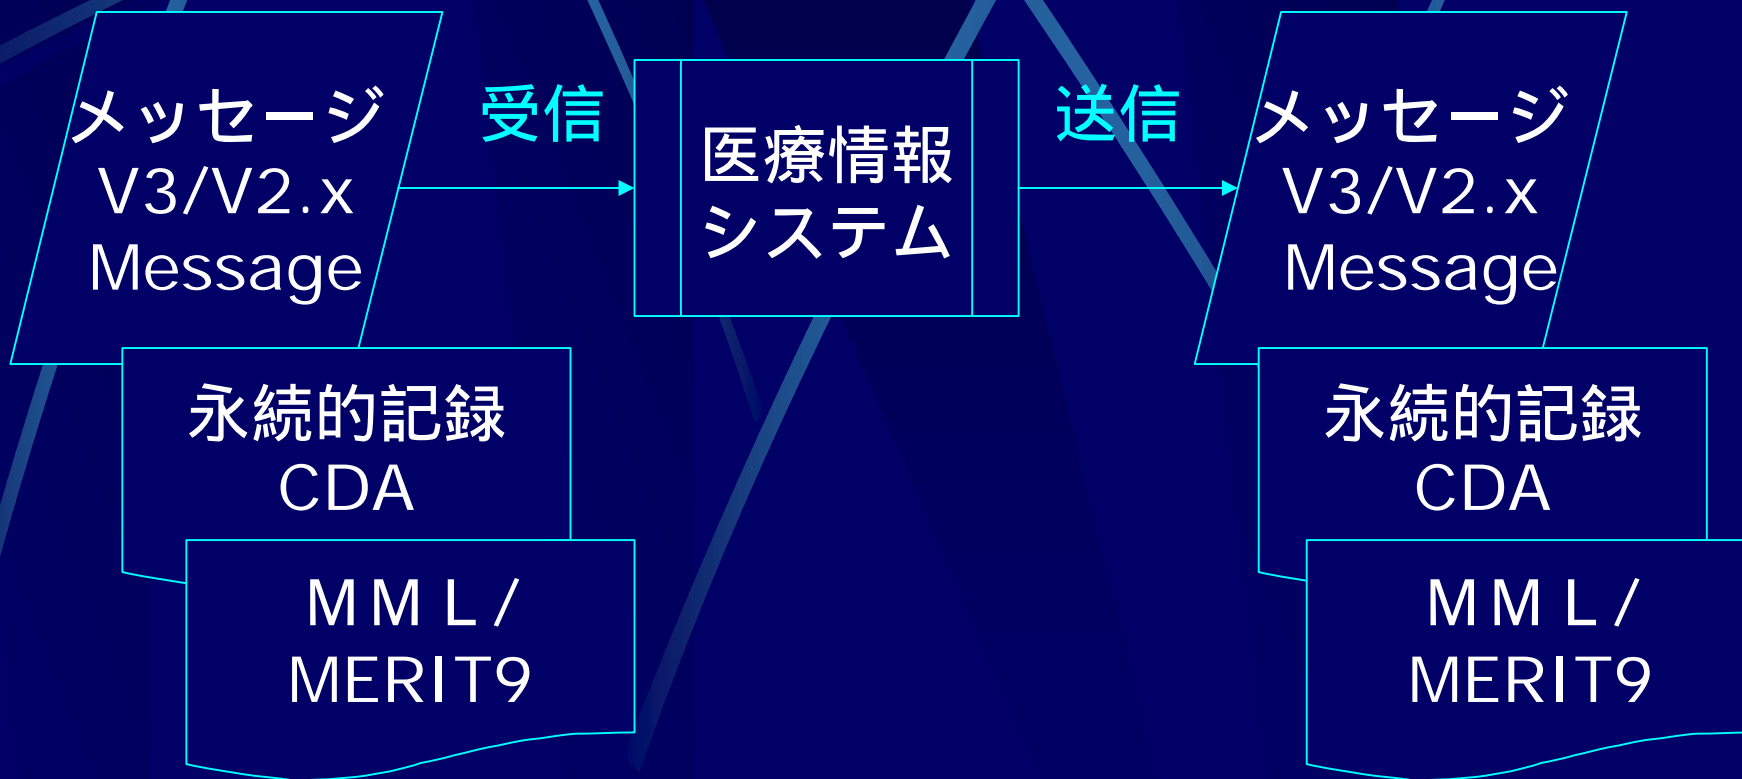 メッセージ
V3/V2.x
Message
受信
医療情報
システム
送信
メッセージ
V3/V2.x
Message
永続的記録
CDA
ＭＭＬ/
MERIT9
永続的記録
CDA
ＭＭＬ/
MERIT9